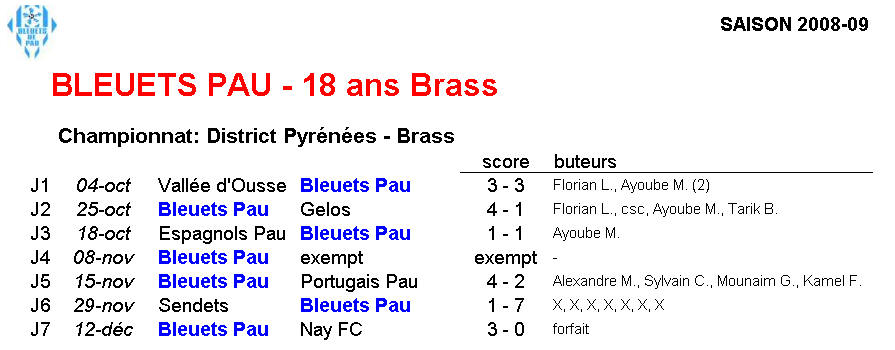 BLEUETS
DE
PAU
SAISON 2008-09
BLEUETS PAU - 18 ans Brass
Championnat: District Pyrénées - Brass
score buteurs
J1 04-oct Vallée d'Ousse Bleuets Pau 3 - 3 Florian L., Ayoube M. (2)
J2 25-oct Bleuets Pau Gelos 4 - 1 Florian L., csc, Ayoube M., Tarik B.
J3 18-oct Espagnols Pau Bleuets Pau 1 - 1 Ayoube M.
J4 08-nov Bleuets Pau exempt exempt -
J5 15-nov Bleuets Pau Portugais Pau 4 - 2 Alexandre M., Sylvain C., Mounaim G., Kamel F.
J6 29-nov Sendets Bleuets Pau 1 - 7 X, X, X, X, X, X, X
J7 12-déc Bleuets Pau Nay FC 3 - 0 forfait